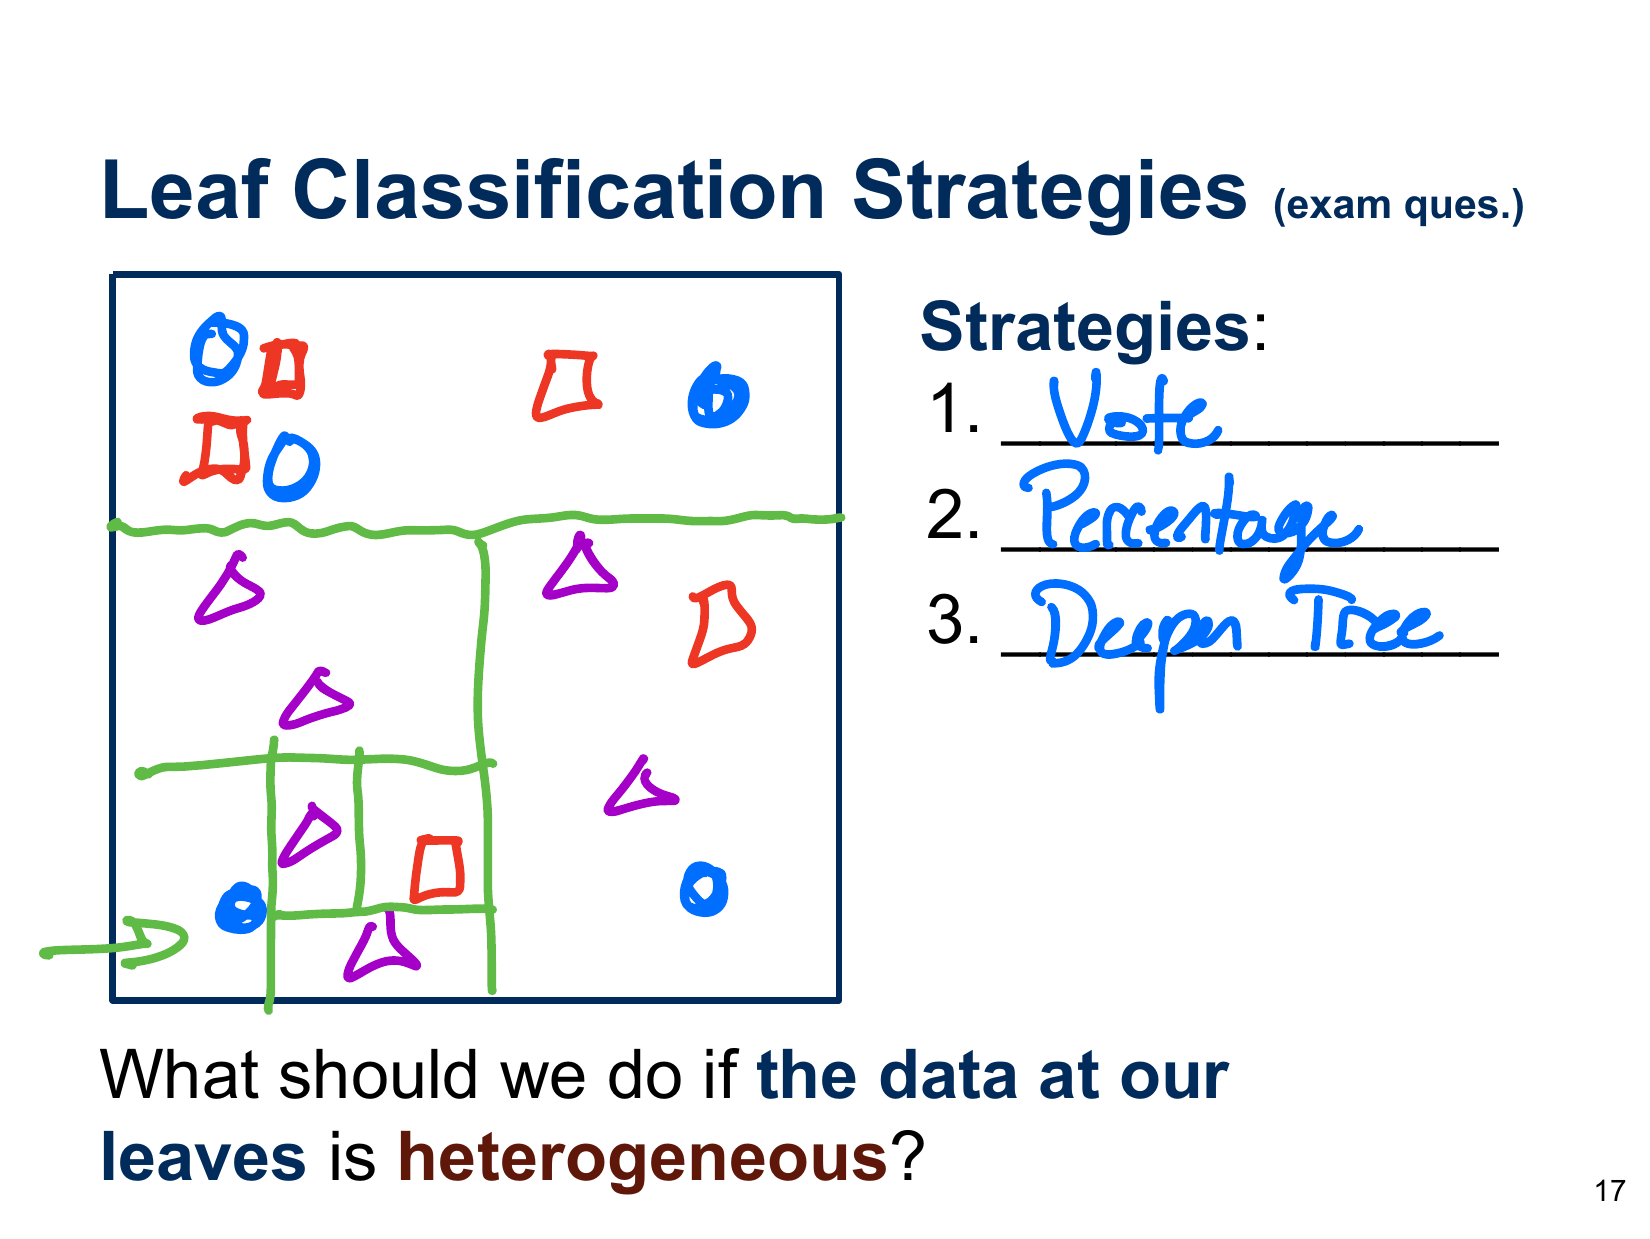 Leaf Classification Strategies (exam ques.)
Strategies:
1. Vote
2. Percentage
3. Deeper Tree
What should we do if the data at our
leaves is heterogeneous?
17